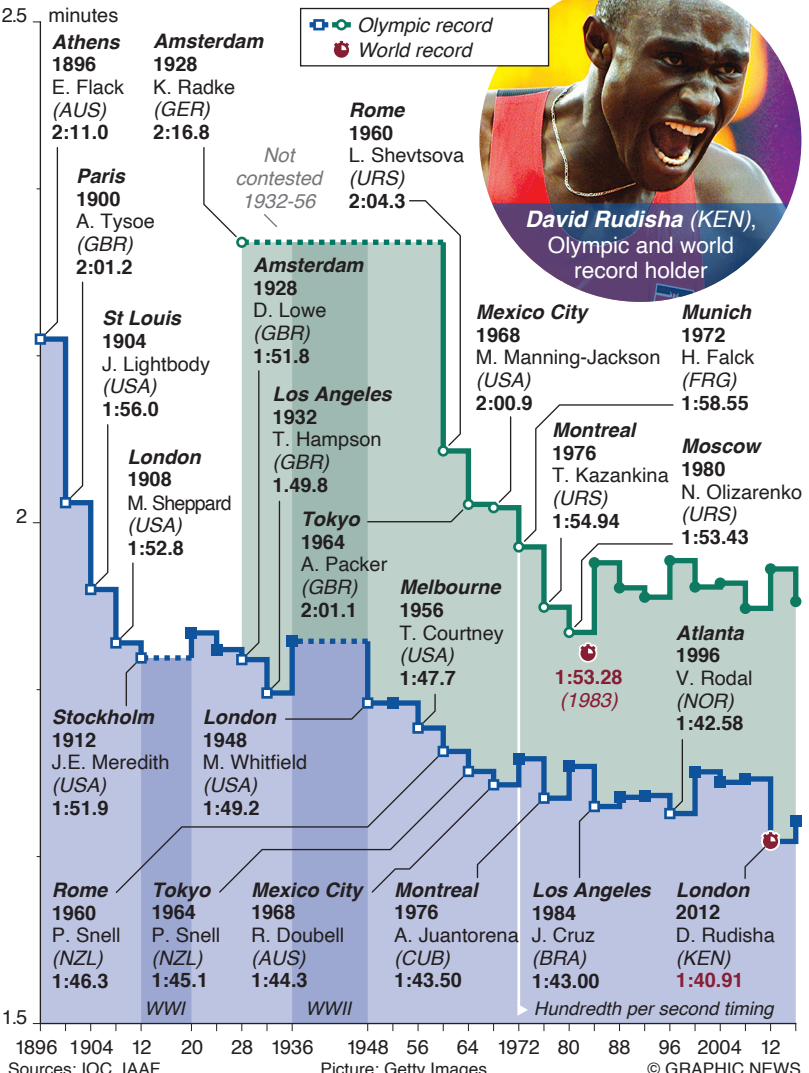 2.5
minutes
Olympic record
World record
Athens
1896
E. Flack
(AUS)
2:11.0
Amsterdam
1928
K. Radke
(GER)
2:16.8
Not
contested
1932-56
Rome
1960
L. Shevtsova
(URS)
2:04.3
David Rudisha (KEN),
Olympic and world
record holder
Paris
1900
A. Tysoe
(GBR)
2:01.2
St Louis
1904
J. Lightbody
(USA)
1:56.0
London
1908
M. Sheppard
(USA)
1:52.8
Amsterdam
1928
D. Lowe
(GBR)
1:51.8
Los Angeles
1932
T. Hampson
(GBR)
1.49.8
Tokyo
1964
A. Packer
(GBR)
2:01.1
Mexico City
1968
M. Manning-Jackson
(USA)
2:00.9
Munich
1972
H. Falck
(FRG)
1:58.55
Montreal
1976
T. Kazankina
(URS)
1:54.94
Moscow
1980
N. Olizarenko
(URS)
1:53.43
2
Melbourne
1956
T. Courtney
(USA)
1:47.7
1:53.28
(1983)
Atlanta
1996
V. Rodal
(NOR)
1:42.58
Stockholm
1912
J.E. Meredith
(USA)
1:51.9
London
1948
M. Whitfield
(USA)
1:49.2
Rome
1960
P. Snell
(NZL)
1:46.3
Tokyo
1964
P. Snell
(NZL)
1:45.1
Mexico City
1968
R. Doubell
(AUS)
1:44.3
Montreal
1976
A. Juantorena
(CUB)
1:43.50
Los Angeles
1984
J. Cruz
(BRA)
1:43.00
London
2012
D. Rudisha
(KEN)
1:40.91
WWI
WWII
Hundredth per second timing
1.5
1896 1904 12 20 28 1936 1948 56 64 1972 80 88 96 2004 12
Sources: IOC, IAAF
Picture: Getty Images
© GRAPHIC NEWS